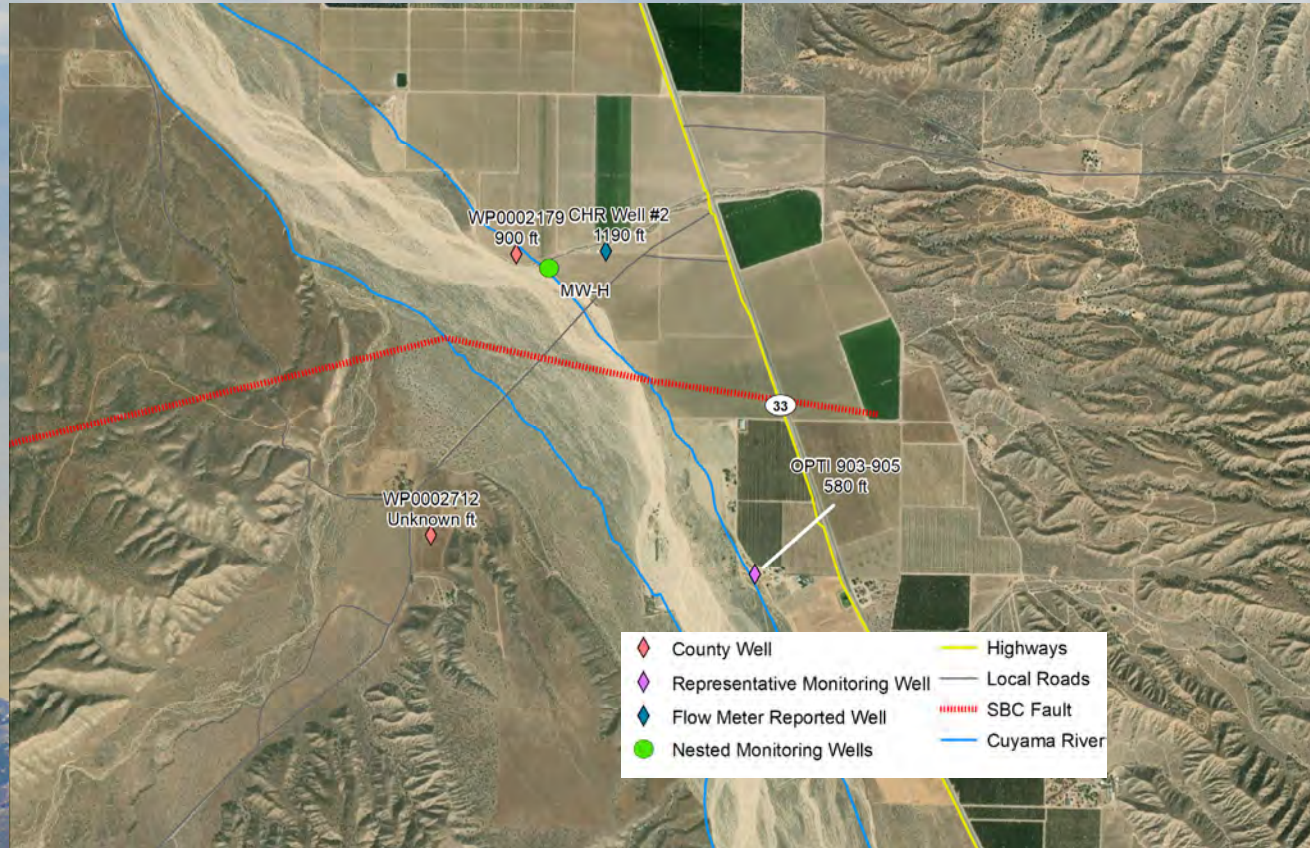 WP0002179
900 ft
CHR Well #2
1190 ft
MW-H
33
OPTI 903-905
580 ft
WP0002712
Unknown ft
County Well
Representative Monitoring Well
Flow Meter Reported Well
Nested Monitoring Wells
Highways
Local Roads
SBC Fault
Cuyama River